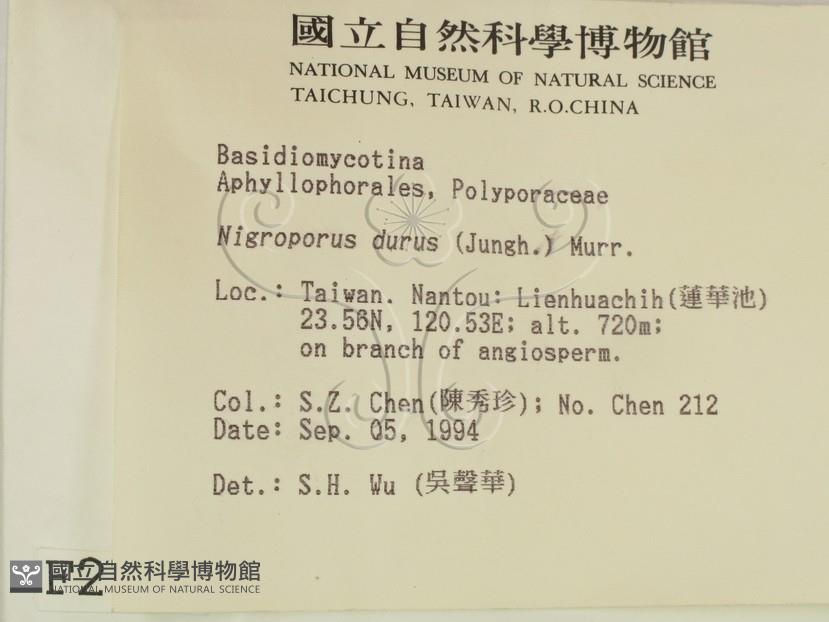 國立自然科學博物館
NATIONAL MUSEUM OF NATURAL SCIENCE
TAICHUNG, TAIWAN, R.O.CHINA
Basidiomycotina
Aphyllophorales, Polyporaceae
Nigroporus durus (Jungh.) Murr.
Loc.: Taiwan. Nantou: Lienhuachih(蓮華池)
23.56N, 120.53E; alt. 720m;
on branch of angiosperm.
Col.: S.Z. Chen(陳秀珍); No. Chen 212
Date: Sep. 05, 1994
Det.: S.H. Wu (吳聲華)
F2
國立自然科學博物館
NATIONAL MUSEUM OF NATURAL SCIENCE